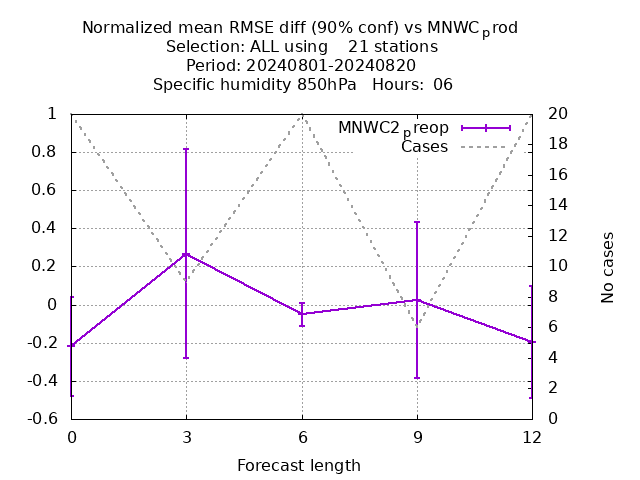 Normalized mean RMSE diff (90% conf) vs MNWCprod
Selection: ALL using    21 stations
Period: 20240801-20240820
Specific humidity 850hPa   Hours:  06
MNWC2preop
Cases
1
0.8
0.6
0.4
0.2
0
-0.2
-0.4
-0.6
20
18
16
14
12
10
8
6
4
2
0
No cases
0 3 6 9 12
Forecast length